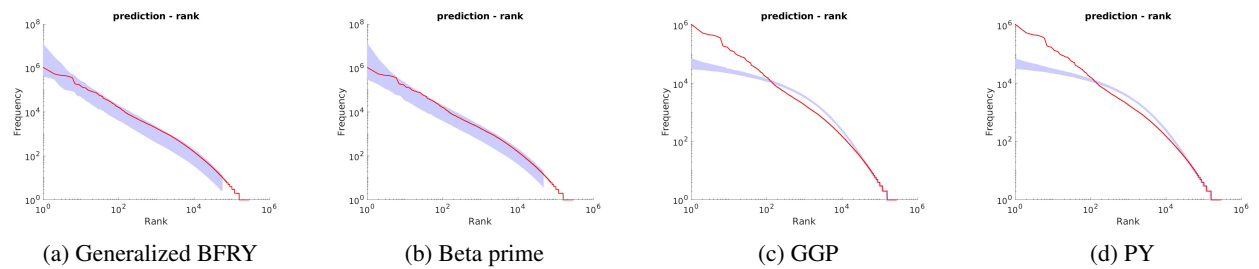 prediction - rank
10^8
10^6
10^4
10^2
10^0
Frequency
10^0 10^2 10^4 10^6
Rank
(a) Generalized BFRY
prediction - rank
10^8
10^6
10^4
10^2
10^0
Frequency
10^0 10^2 10^4 10^6
Rank
(b) Beta prime
prediction - rank
10^6
10^4
10^2
10^0
Frequency
10^0 10^2 10^4 10^6
Rank
(c) GGP
prediction - rank
10^6
10^4
10^2
10^0
Frequency
10^0 10^2 10^4 10^6
Rank
(d) PY